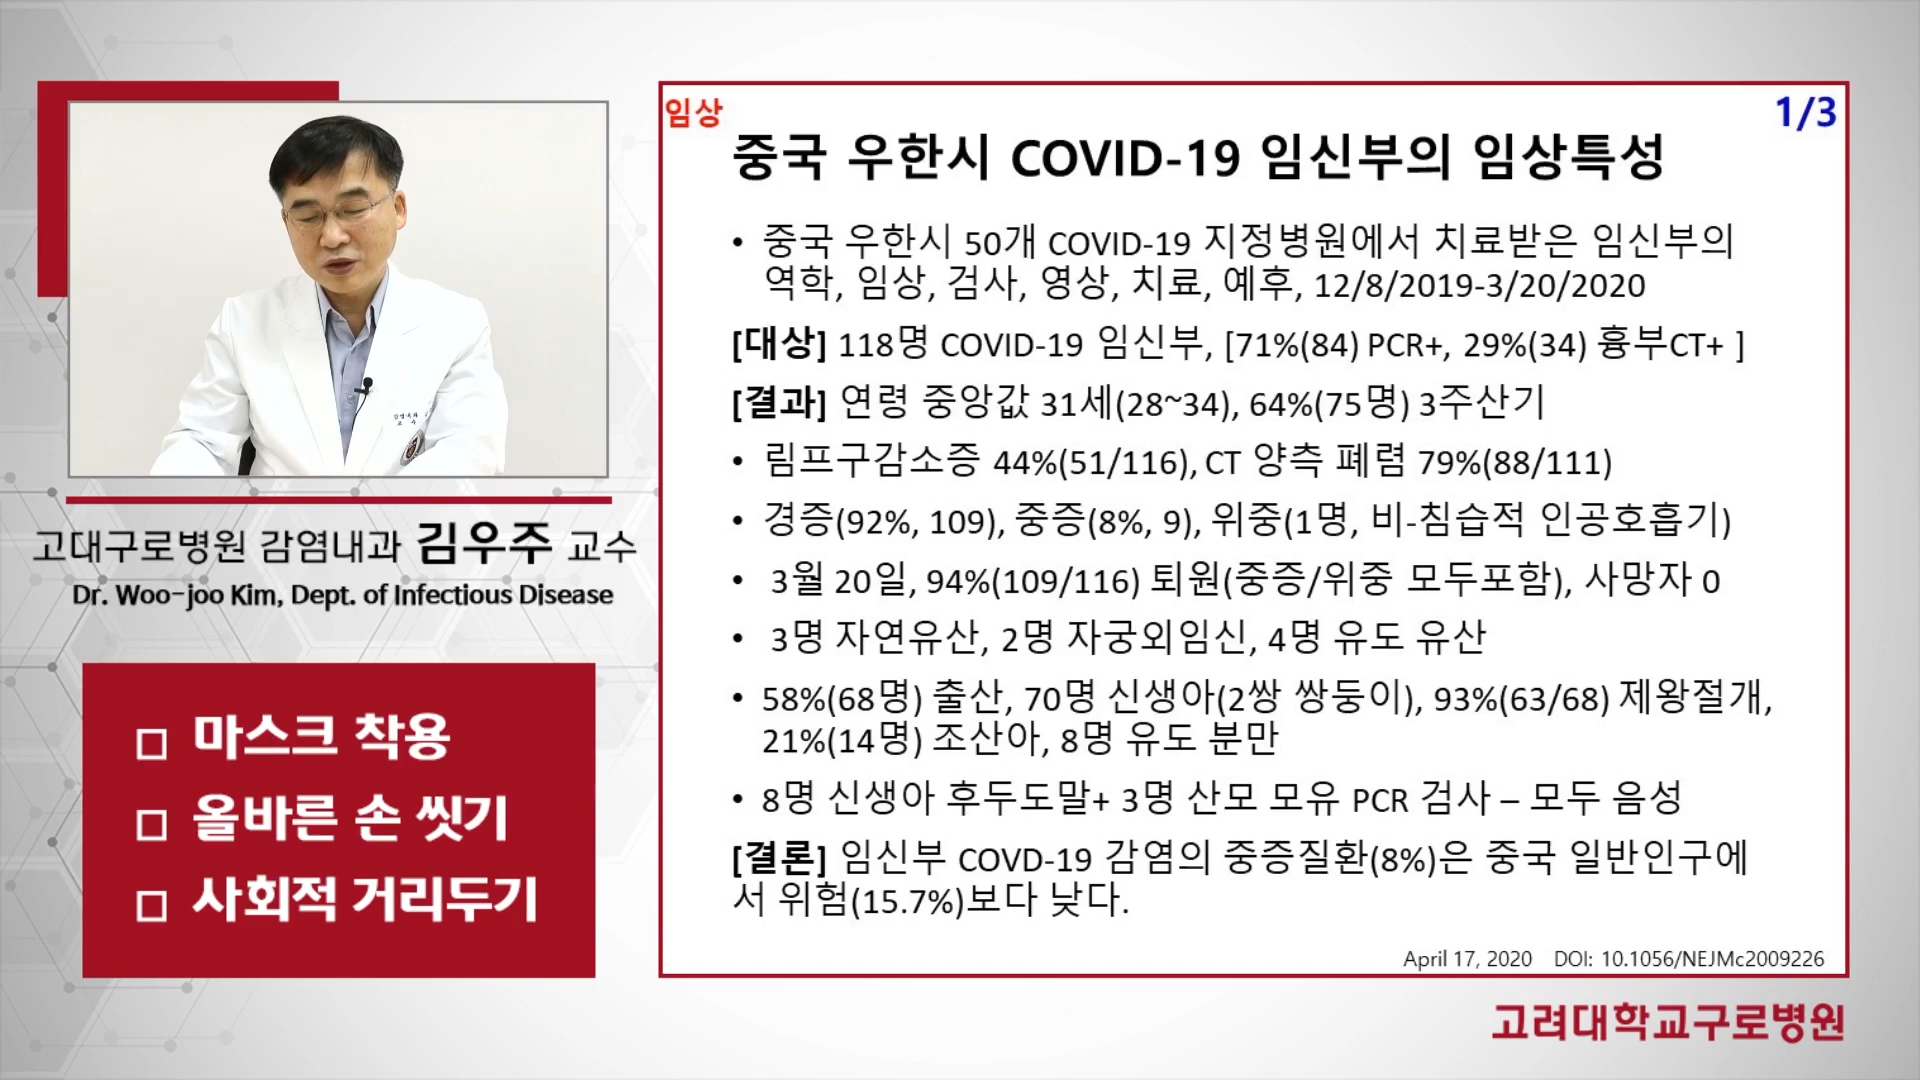 고대구로병원 감염내과 김우주 교수
Dr. Woo-joo Kim, Dept. of Infectious Disease
□ 마스크 착용
□ 올바른 손 씻기
□ 사회적 거리두기
임상
1/3
중국 우한시 COVID-19 임신부의 임상특성
• 중국 우한시 50개 COVID-19 지정병원에서 치료받은 임신부의
역학, 임상, 검사, 영상, 치료, 예후, 12/8/2019-3/20/2020
[대상] 118명 COVID-19 임신부, [71%(84) PCR+, 29%(34) 흉부CT+ ]
[결과] 연령 중앙값 31세(28~34), 64%(75명) 3주산기
• 림프구감소증 44%(51/116), CT 양측 폐렴 79%(88/111)
• 경증(92%, 109), 중증(8%, 9), 위중(1명, 비-침습적 인공호흡기)
• 3월 20일, 94%(109/116) 퇴원(중증/위중 모두포함), 사망자 0
• 3명 자연유산, 2명 자궁외임신, 4명 유도 유산
• 58%(68명) 출산, 70명 신생아(2쌍 쌍둥이), 93%(63/68) 제왕절개,
21%(14명) 조산아, 8명 유도 분만
• 8명 신생아 후두도말+ 3명 산모 모유 PCR 검사 – 모두 음성
[결론] 임신부 COVD-19 감염의 중증질환(8%)은 중국 일반인구에
서 위험(15.7%)보다 낮다.
April 17, 2020 DOI: 10.1056/NEJMc2009226
고려대학교구로병원